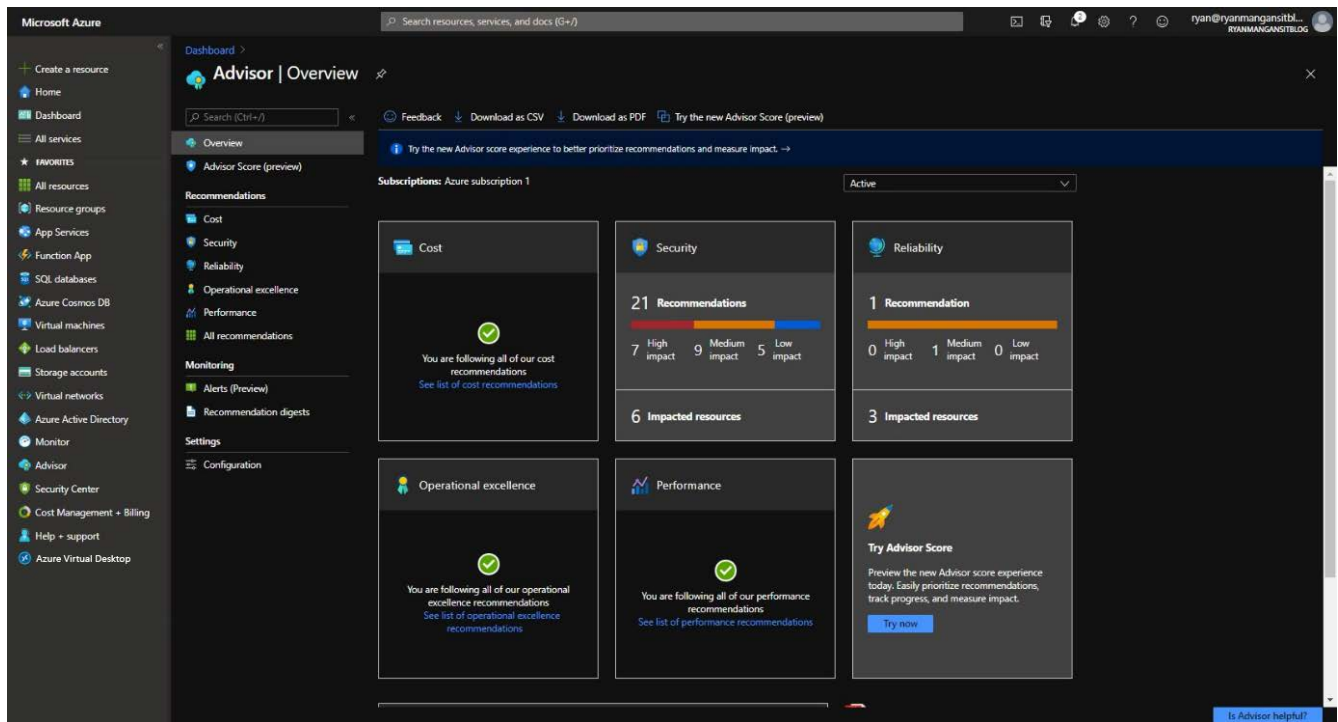 Microsoft Azure
Search resources, services, and docs (G+/)
2
ryan@ryanmangansitbl...
RYANMANGANSITBLOG
«
Create a resource
Home
Dashboard
All services
FAVORITES
All resources
Resource groups
App Services
Function App
SQL databases
Azure Cosmos DB
Virtual machines
Load balancers
Storage accounts
Virtual networks
Azure Active Directory
Monitor
Advisor
Security Center
Cost Management + Billing
Help + support
Azure Virtual Desktop
Dashboard >
Advisor | Overview
Search (Ctrl+/)
«
Overview
Advisor Score (preview)
Recommendations
Cost
Security
Reliability
Operational excellence
Performance
All recommendations
Monitoring
Alerts (Preview)
Recommendation digests
Settings
Configuration
Feedback Download as CSV Download as PDF Try the new Advisor Score (preview)
Try the new Advisor score experience to better prioritize recommendations and measure impact. →
Subscriptions: Azure subscription 1
Active
Cost
You are following all of our cost
recommendations
See list of cost recommendations
Security
21 Recommendations
7 High impact 9 Medium impact 5 Low impact
6 Impacted resources
Reliability
1 Recommendation
0 High impact 1 Medium impact 0 Low impact
3 Impacted resources
Operational excellence
You are following all of our operational
excellence recommendations
See list of operational excellence
recommendations
Performance
You are following all of our performance
recommendations
See list of performance recommendations
Try Advisor Score
Preview the new Advisor score experience
today. Easily prioritize recommendations,
track progress, and measure impact.
Try now
Is Advisor helpful?